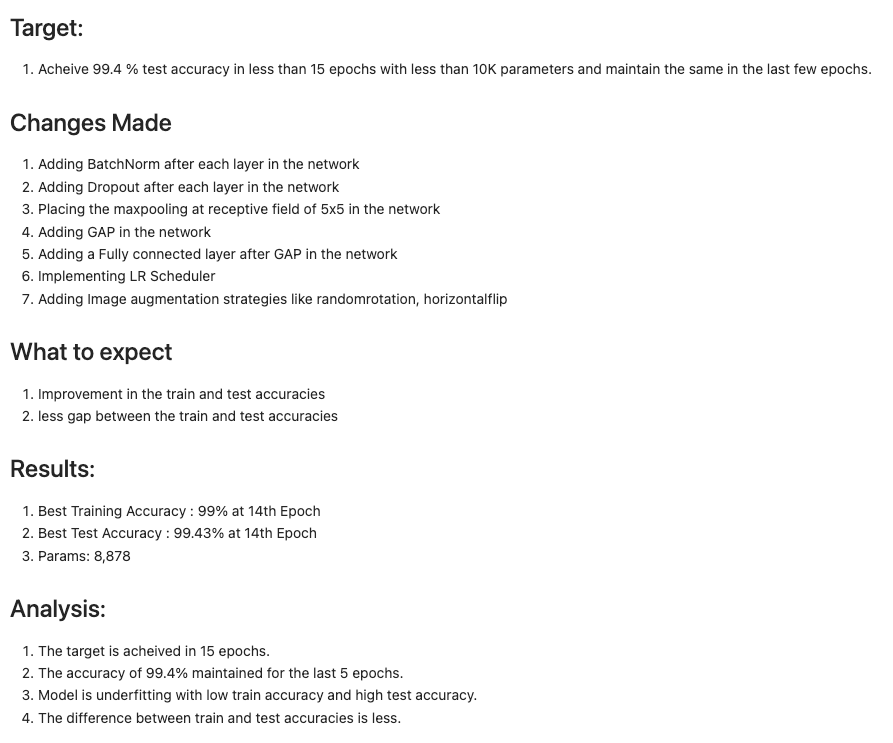 Target:
1. Acheive 99.4 % test accuracy in less than 15 epochs with less than 10K parameters and maintain the same in the last few epochs.
Changes Made
1. Adding BatchNorm after each layer in the network
2. Adding Dropout after each layer in the network
3. Placing the maxpooling at receptive field of 5x5 in the network
4. Adding GAP in the network
5. Adding a Fully connected layer after GAP in the network
6. Implementing LR Scheduler
7. Adding Image augmentation strategies like randomrotation, horizontalflip
What to expect
1. Improvement in the train and test accuracies
2. less gap between the train and test accuracies
Results:
1. Best Training Accuracy : 99% at 14th Epoch
2. Best Test Accuracy : 99.43% at 14th Epoch
3. Params: 8,878
Analysis:
1. The target is acheived in 15 epochs.
2. The accuracy of 99.4% maintained for the last 5 epochs.
3. Model is underfitting with low train accuracy and high test accuracy.
4. The difference between train and test accuracies is less.